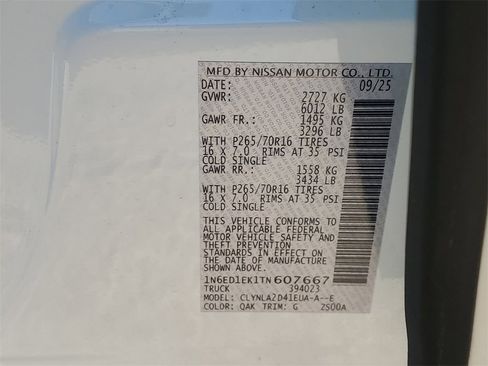 MFD BY NISSAN MOTOR CO., LTD.
DATE: 09/25
GVWR: 2727 KG
6012 LB
GAWR FR.: 1495 KG
3296 LB
WITH P265/70R16 TIRES
16 X 7.0 RIMS AT 35 PSI
COLD SINGLE
GAWR RR.: 1558 KG
3434 LB
WITH P265/70R16 TIRES
16 X 7.0 RIMS AT 35 PSI
COLD SINGLE
THIS VEHICLE CONFORMS TO
ALL APPLICABLE FEDERAL
MOTOR VEHICLE SAFETY AND
THEFT PREVENTION
STANDARDS IN EFFECT ON
THE DATE OF MANUFACTURE
SHOWN ABOVE.
1N6ED1EK1TN607667
TRUCK 394023
MODEL: CLYNLA2D41EUA-A--E
COLOR: QAK TRIM: G 2S00A